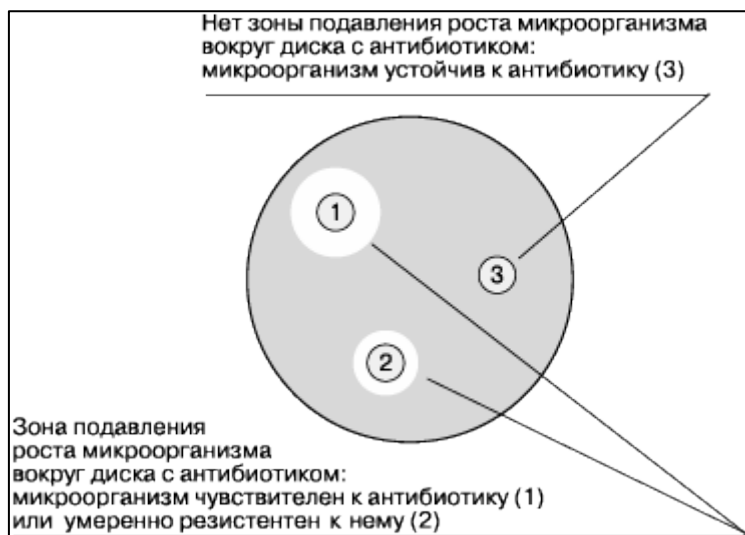 Нет зоны подавления роста микроорганизма
вокруг диска с антибиотиком:
микроорганизм устойчив к антибиотику (3)
1
3
2
Зона подавления
роста микроорганизма
вокруг диска с антибиотиком:
микроорганизм чувствителен к антибиотику (1)
или умеренно резистентен к нему (2)